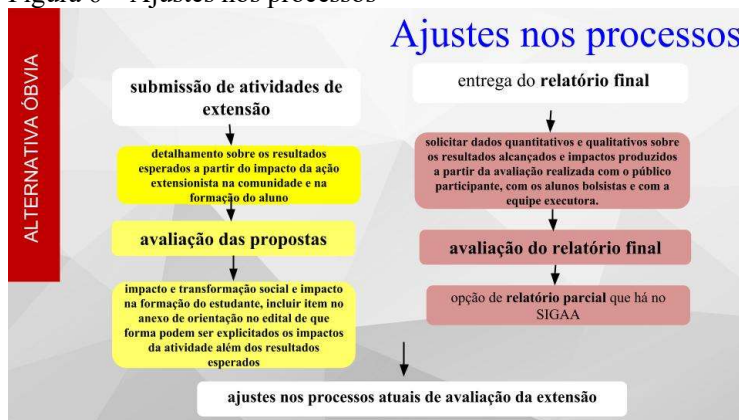 Figura 6 – Ajustes nos processos
Ajustes nos processos
ALTERNATIVA ÓBVIA
submissão de atividades de
extensão
detalhamento sobre os resultados
esperados a partir do impacto da ação
extensionista na comunidade e na
formação do aluno
avaliação das propostas
impacto e transformação social e impacto
na formação do estudante, incluir item no
anexo de orientação no edital de que
forma podem ser explicitados os impactos
da atividade além dos resultados
esperados
entrega do relatório final
solicitar dados quantitativos e qualitativos sobre
os resultados alcançados e impactos produzidos
a partir da avaliação realizada com o público
participante, com os alunos bolsistas e com a
equipe executora.
avaliação do relatório final
opção de relatório parcial que há no
SIGAA
ajustes nos processos atuais de avaliação da extensão